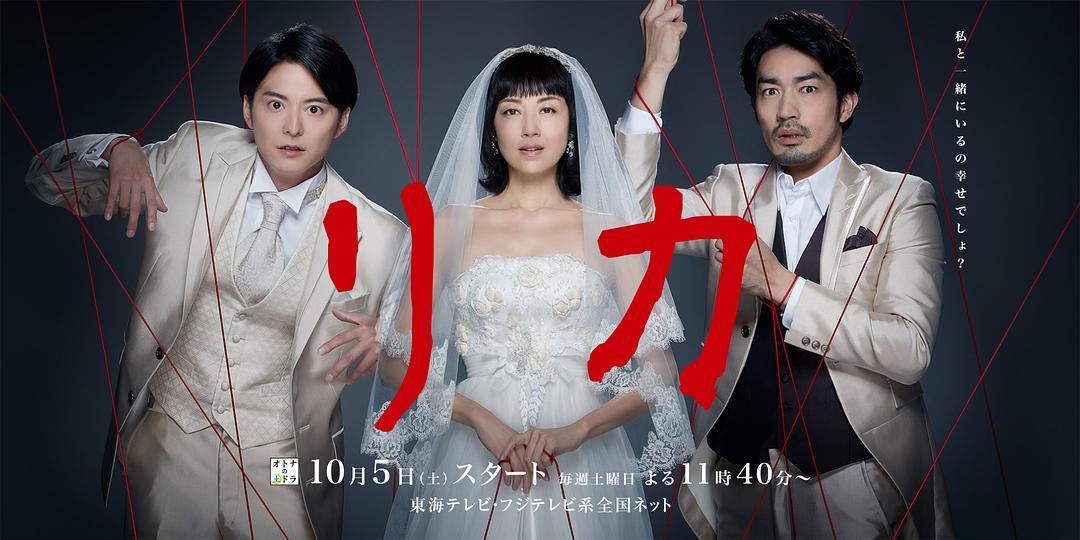 私と一緒にいるの幸せでしょ？
リカ
オトナ
の
土ドラ
10月5日(土)スタート 毎週土曜日 よる11時40分～
東海テレビ・フジテレビ系全国ネット